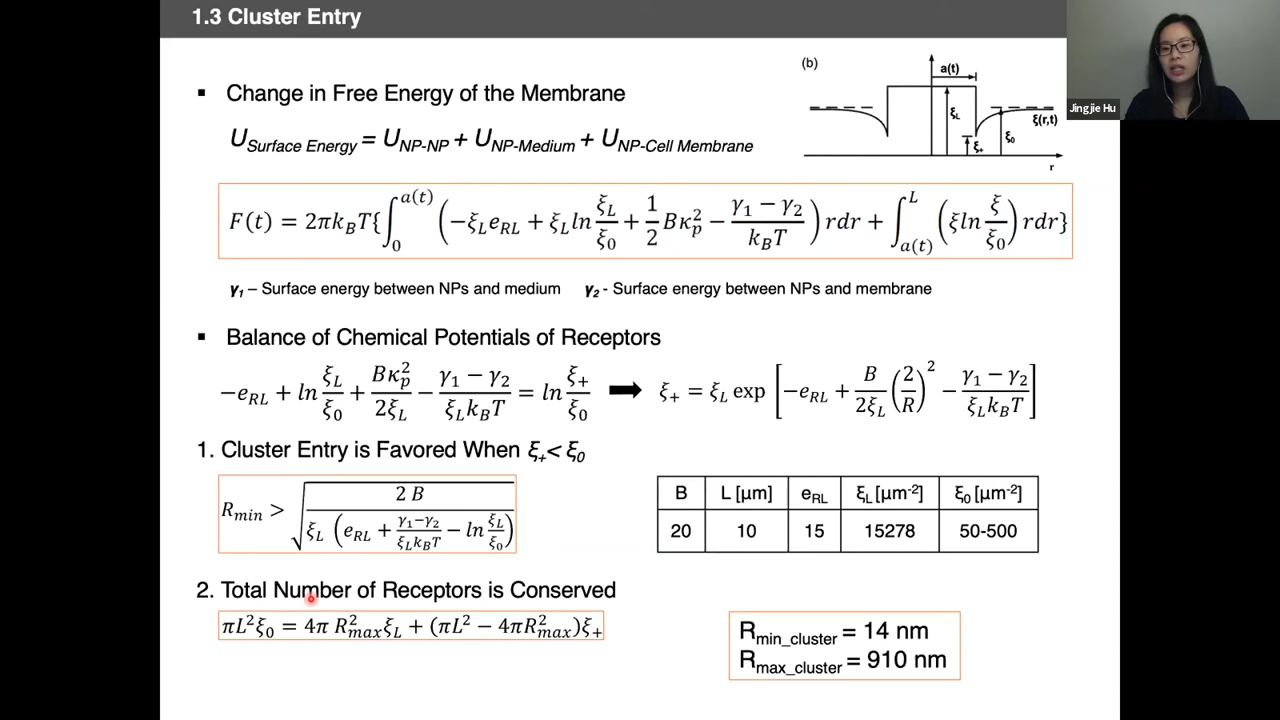 1.3 Cluster Entry
▪ Change in Free Energy of the Membrane
U_Surface Energy = U_NP-NP + U_NP-Medium + U_NP-Cell Membrane
(b)
a(t)
ξ_L
ξ_+
ξ_0
ξ(r,t)
r
Jingjie Hu
F(t) = 2πk_BT{∫_0^{a(t)} (−ξ_L e_RL + ξ_L ln ξ_L/ξ_0 + 1/2 Bκ_p^2 − (γ_1 − γ_2)/(k_BT)) rdr + ∫_{a(t)}^L (ξ ln ξ/ξ_0) rdr}
γ_1 – Surface energy between NPs and medium γ_2 - Surface energy between NPs and membrane
▪ Balance of Chemical Potentials of Receptors
−e_RL + ln ξ_L/ξ_0 + Bκ_p^2/(2ξ_L) − (γ_1 − γ_2)/(ξ_L k_BT) = ln ξ_+/ξ_0 ➡ ξ_+ = ξ_L exp [−e_RL + B/(2ξ_L) (2/R)^2 − (γ_1 − γ_2)/(ξ_L k_BT)]
1. Cluster Entry is Favored When ξ_+ < ξ_0
R_min > √(2 B / (ξ_L (e_RL + (γ_1−γ_2)/(ξ_L k_BT) − ln ξ_L/ξ_0)))
B L [μm] e_RL ξ_L [μm^-2] ξ_0 [μm^-2]
20 10 15 15278 50-500
2. Total Number of Receptors is Conserved
πL^2 ξ_0 = 4π R_max^2 ξ_L + (πL^2 − 4πR_max^2)ξ_+
R_min_cluster = 14 nm
R_max_cluster = 910 nm